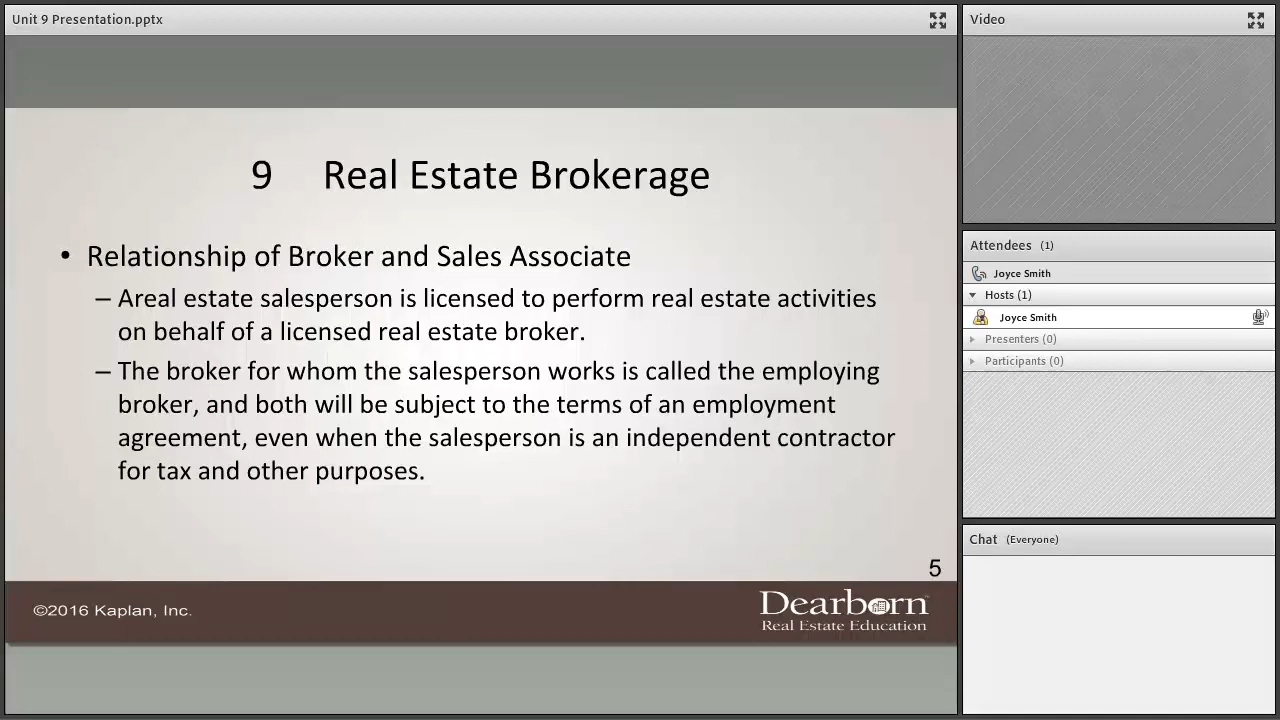 Unit 9 Presentation.pptx
9 Real Estate Brokerage
• Relationship of Broker and Sales Associate
– Areal estate salesperson is licensed to perform real estate activities
on behalf of a licensed real estate broker.
– The broker for whom the salesperson works is called the employing
broker, and both will be subject to the terms of an employment
agreement, even when the salesperson is an independent contractor
for tax and other purposes.
5
©2016 Kaplan, Inc.
Dearborn
Real Estate Education
Video
Attendees (1)
Joyce Smith
Hosts (1)
Joyce Smith
Presenters (0)
Participants (0)
Chat (Everyone)